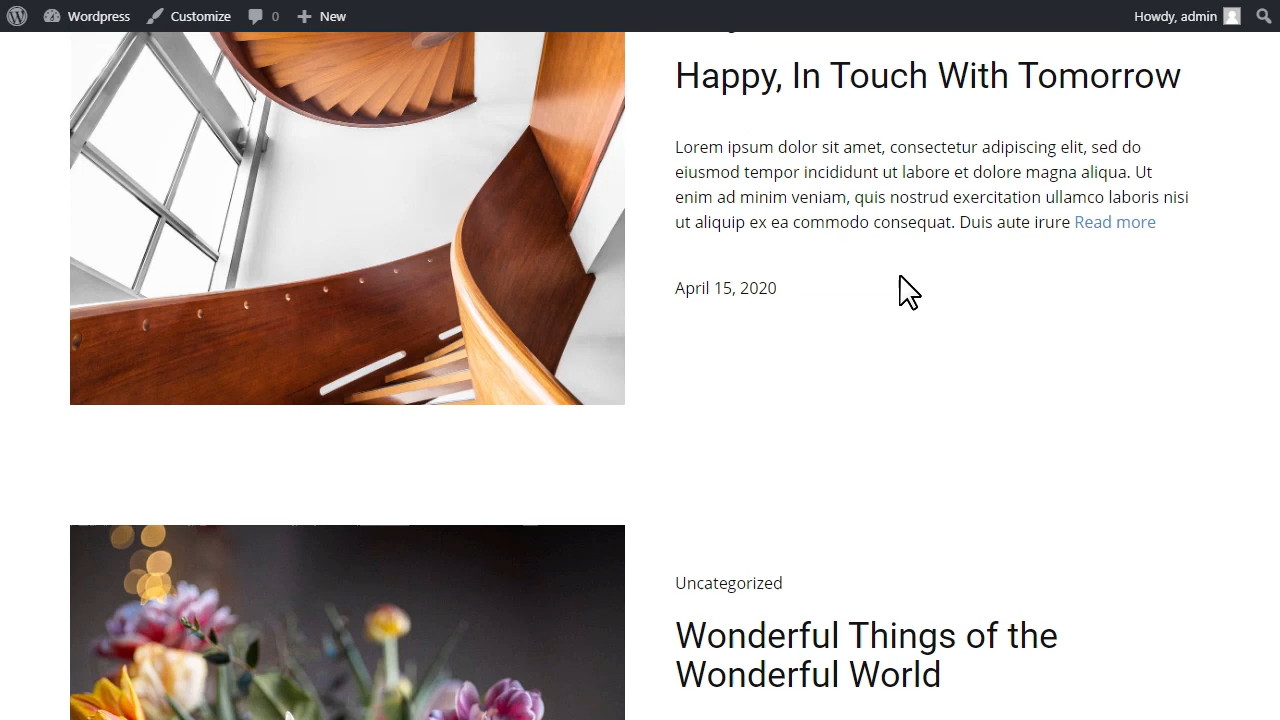 Wordpress Customize 0 New Howdy, admin
Happy, In Touch With Tomorrow
Lorem ipsum dolor sit amet, consectetur adipiscing elit, sed do
eiusmod tempor incididunt ut labore et dolore magna aliqua. Ut
enim ad minim veniam, quis nostrud exercitation ullamco laboris nisi
ut aliquip ex ea commodo consequat. Duis aute irure Read more
April 15, 2020
Uncategorized
Wonderful Things of the
Wonderful World